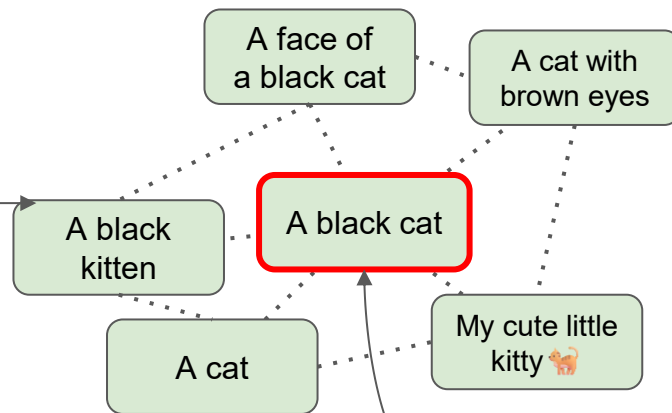 A face of
a black cat
A cat with
brown eyes
A black
kitten
A black cat
A cat
My cute little
kitty🐈